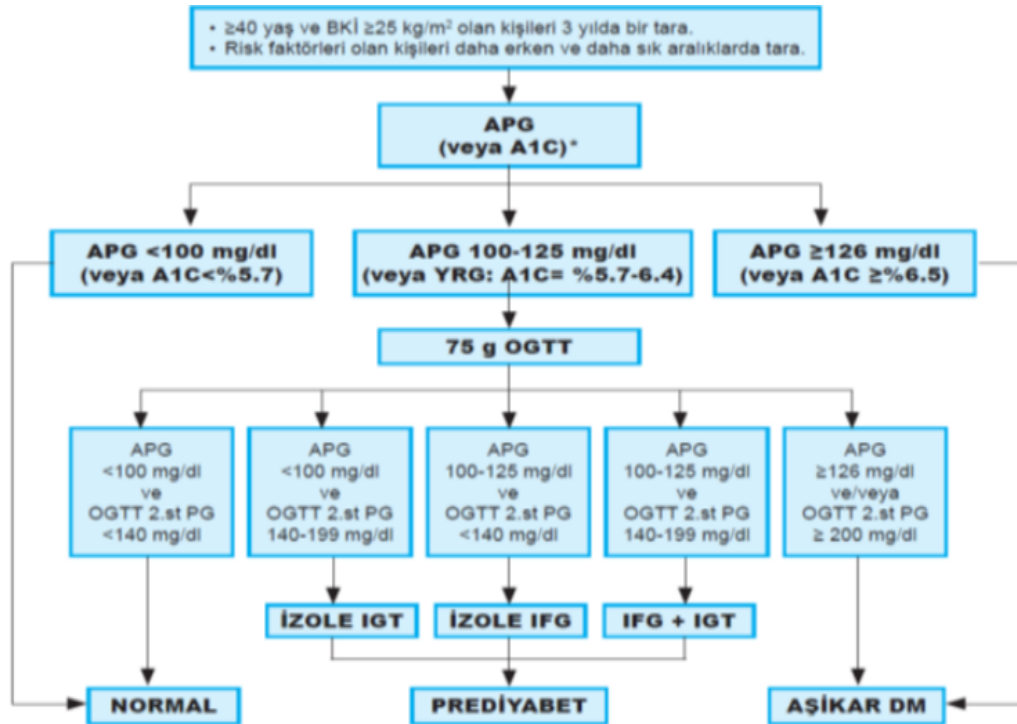 • ≥40 yaş ve BKİ ≥25 kg/m² olan kişileri 3 yılda bir tara.
• Risk faktörleri olan kişileri daha erken ve daha sık aralıklarda tara.
APG
(veya A1C)*
APG <100 mg/dl
(veya A1C<%5.7)
APG 100-125 mg/dl
(veya YRG: A1C= %5.7-6.4)
APG ≥126 mg/dl
(veya A1C ≥%6.5)
75 g OGTT
APG
<100 mg/dl
ve
OGTT 2.st PG
<140 mg/dl
APG
<100 mg/dl
ve
OGTT 2.st PG
140-199 mg/dl
APG
100-125 mg/dl
ve
OGTT 2.st PG
<140 mg/dl
APG
100-125 mg/dl
ve
OGTT 2.st PG
140-199 mg/dl
APG
≥126 mg/dl
ve/veya
OGTT 2.st PG
≥ 200 mg/dl
İZOLE IGT
İZOLE IFG
IFG + IGT
NORMAL
PREDİYABET
AŞİKAR DM